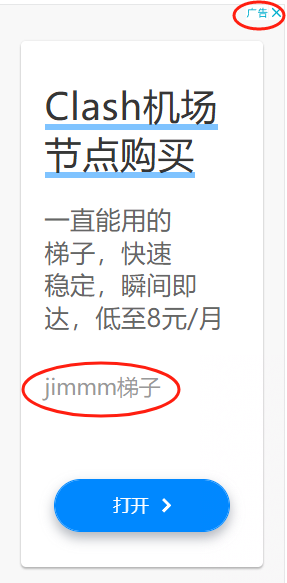 广告
Clash机场
节点购买
一直能用的
梯子，快速
稳定，瞬间即
达，低至8元/月
jimmm梯子
打开